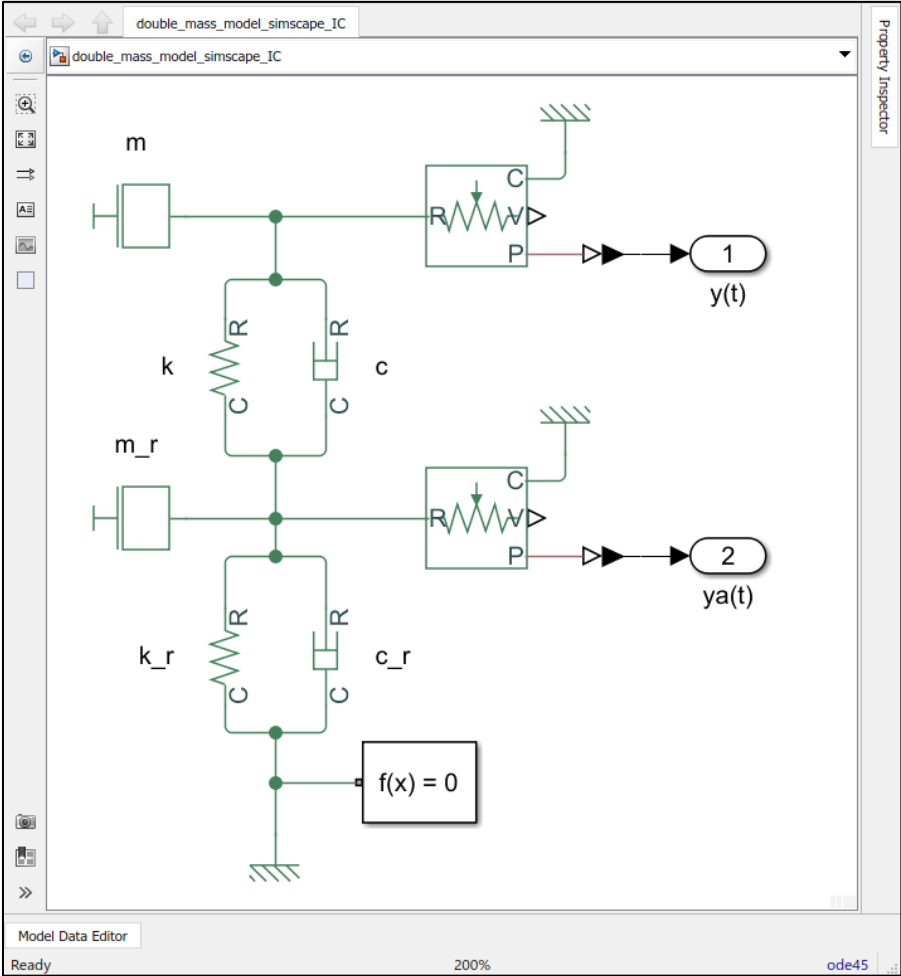 double_mass_model_simscape_IC
double_mass_model_simscape_IC
Property Inspector
m
C
R V
P
1
y(t)
R R
k c
C C
m_r
C
R V
P
2
ya(t)
R R
k_r c_r
C C
f(x) = 0
Model Data Editor
Ready 200% ode45